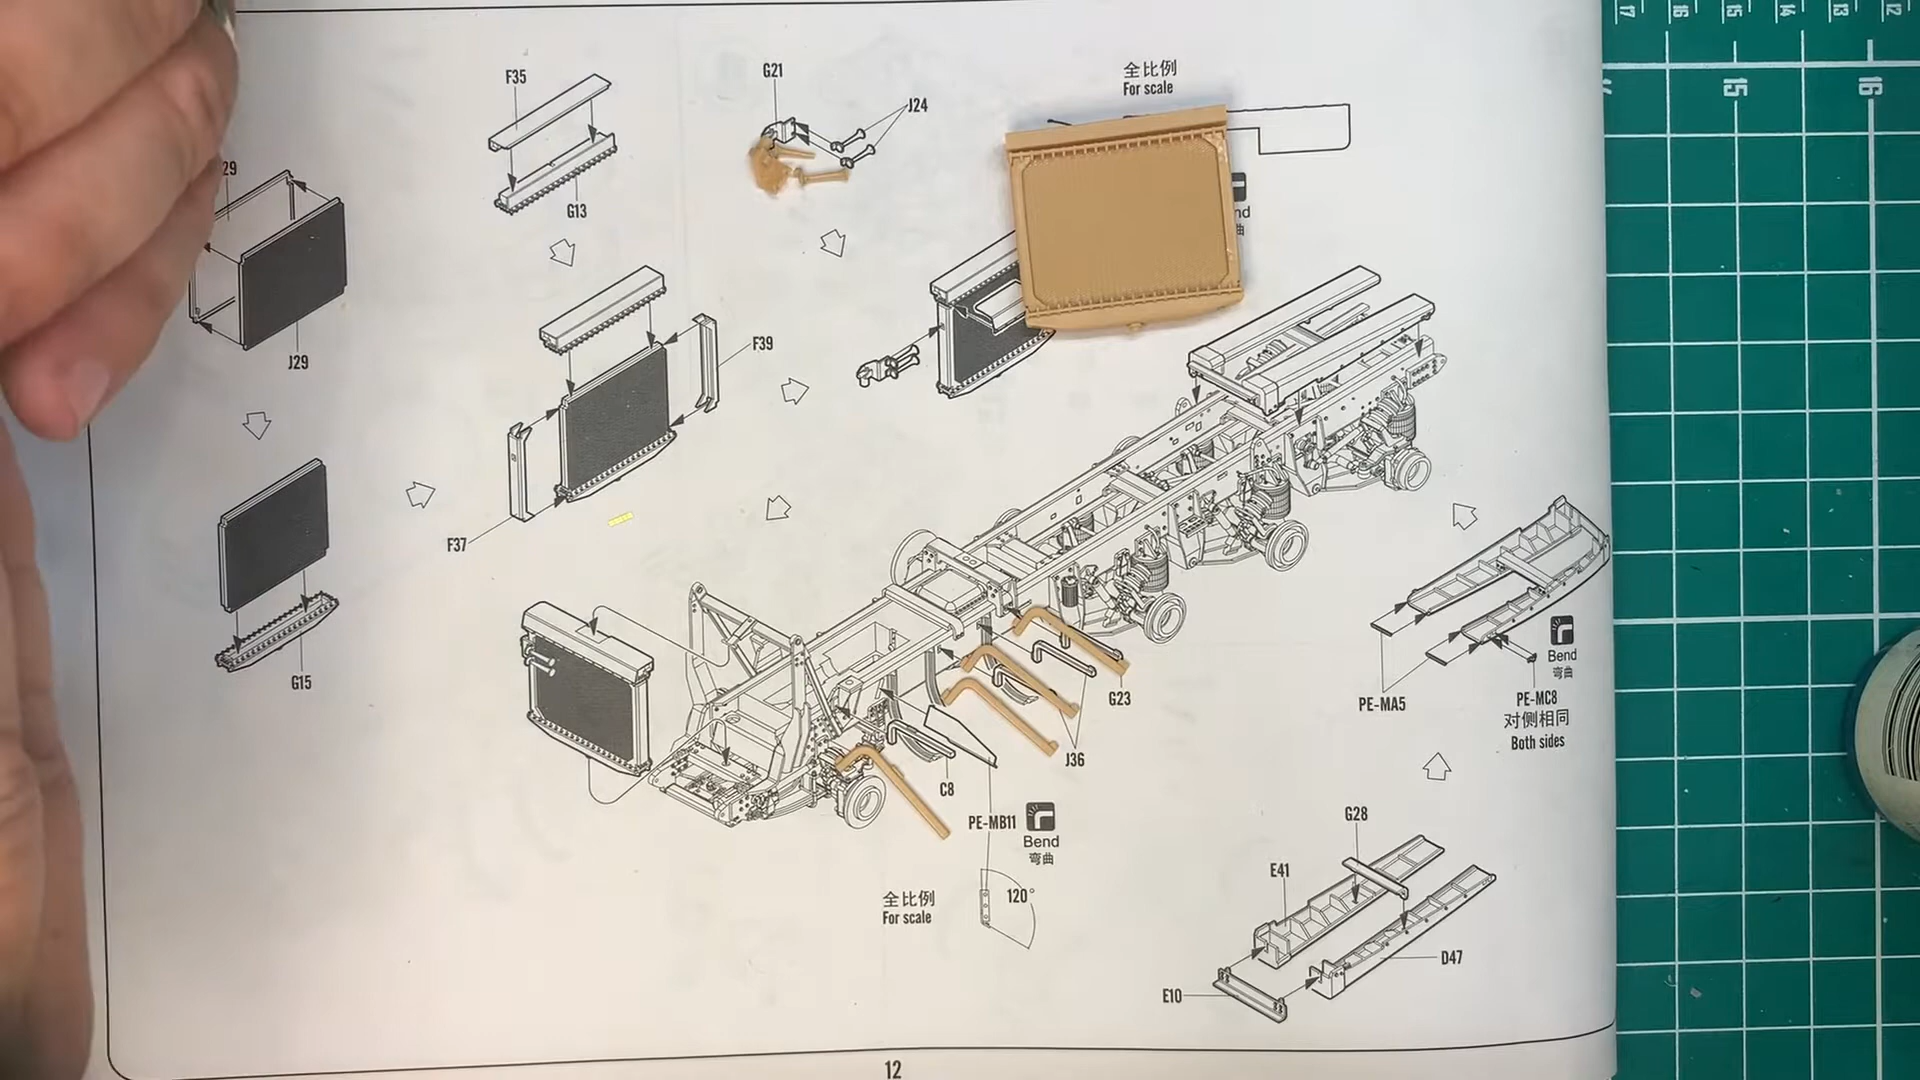 F35
G21
J24
全比例
For scale
29
G13
nd
曲
J29
F39
F37
G15
G23
J36
C8
PE-MB11
Bend
弯曲
全比例
For scale
120°
PE-MA5
Bend
弯曲
PE-MC8
对侧相同
Both sides
G28
E41
D47
E10
12
17
16
15
14
13
12
15
16